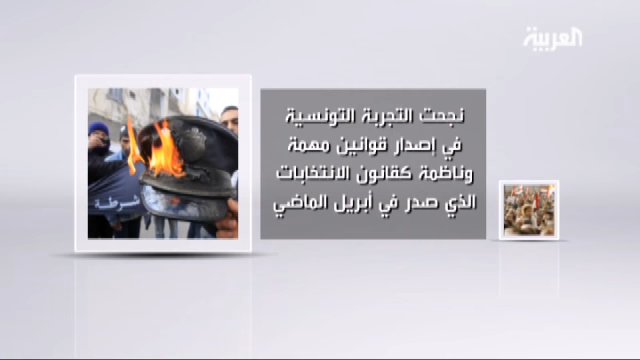 العربية
نجحت التجربة التونسية
في إصدار قوانين مهمة
وناظمة كقانون الانتخابات
الذي صدر في أبريل الماضي
شرطة